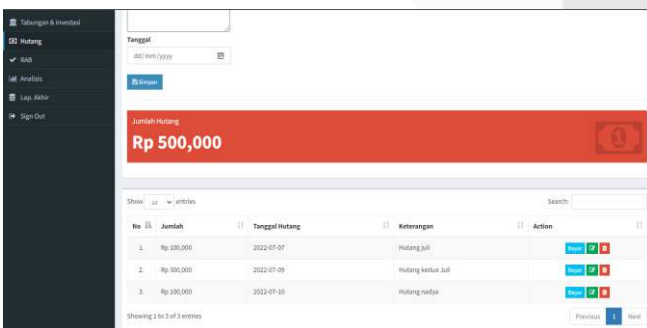 Tabungan & Investasi
Hutang
RAB
Analisis
Lap. Akhir
Sign Out
Tanggal
dd/mm/yyyy
Simpan
Jumlah Hutang
Rp 500,000
Show 10 entries
Search:
No Jumlah Tanggal Hutang Keterangan Action
1. Rp 100,000 2022-07-07 Hutang juli Bayar
2. Rp 300,000 2022-07-09 Hutang kedua Juli Bayar
3. Rp 100,000 2022-07-10 Hutang nadya Bayar
Showing 1 to 3 of 3 entries
Previous 1 Next